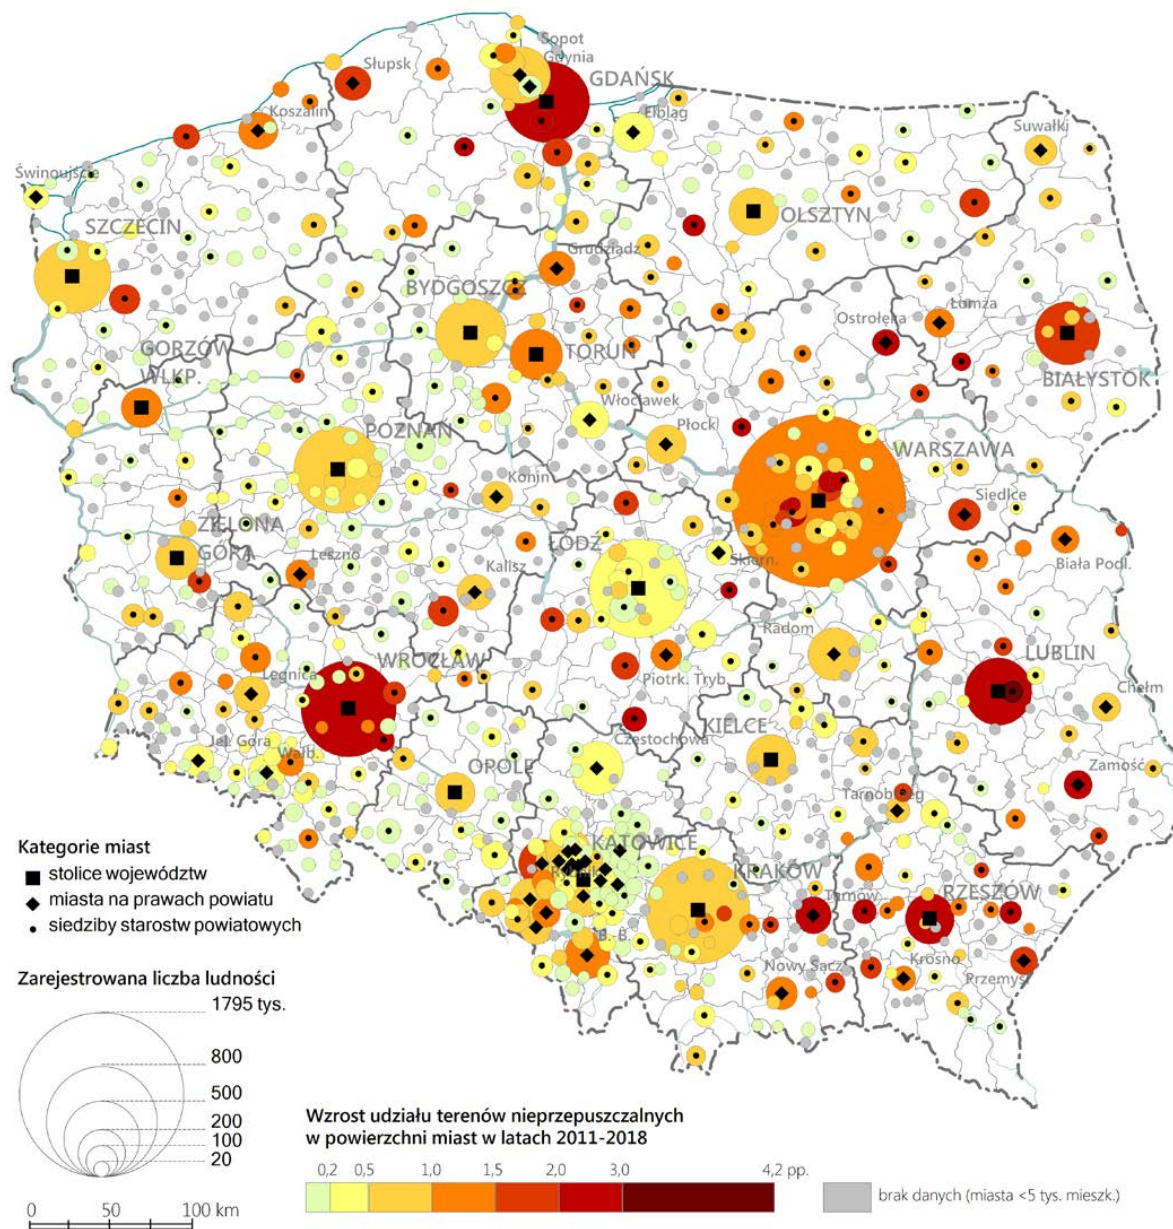 Sopot
Gdynia
GDAŃSK
Słupsk
Koszalin
Elbląg
Suwałki
Świnoujście
SZCZECIN
OLSZTYN
Grudziądz
BYDGOSZCZ
Ostrołęka
Łomża
GORZÓW
WLKP.
TORUŃ
BIAŁYSTOK
Włocławek
POZNAŃ
Płock
WARSZAWA
Konin
Siedlce
ZIELONA
GÓRA
ŁÓDŹ
Leszno
Kalisz
Skiern.
Biała Podl.
Radom
Legnica
WROCŁAW
Piotrk. Tryb.
LUBLIN
Chełm
Jel. Góra
Wałb.
KIELCE
Częstochowa
OPOLE
Zamość
Tarnobrzeg
Kategorie miast
stolice województw
miasta na prawach powiatu
siedziby starostw powiatowych
KATOWICE
Rybnik
KRAKÓW
Tarnów
RZESZÓW
B.-B.
Nowy Sącz
Krosno
Przemyśl
Zarejestrowana liczba ludności
1795 tys.
800
500
200
100
20
0 50 100 km
Wzrost udziału terenów nieprzepuszczalnych
w powierzchni miast w latach 2011-2018
0,2 0,5 1,0 1,5 2,0 3,0 4,2 pp.
brak danych (miasta <5 tys. mieszk.)